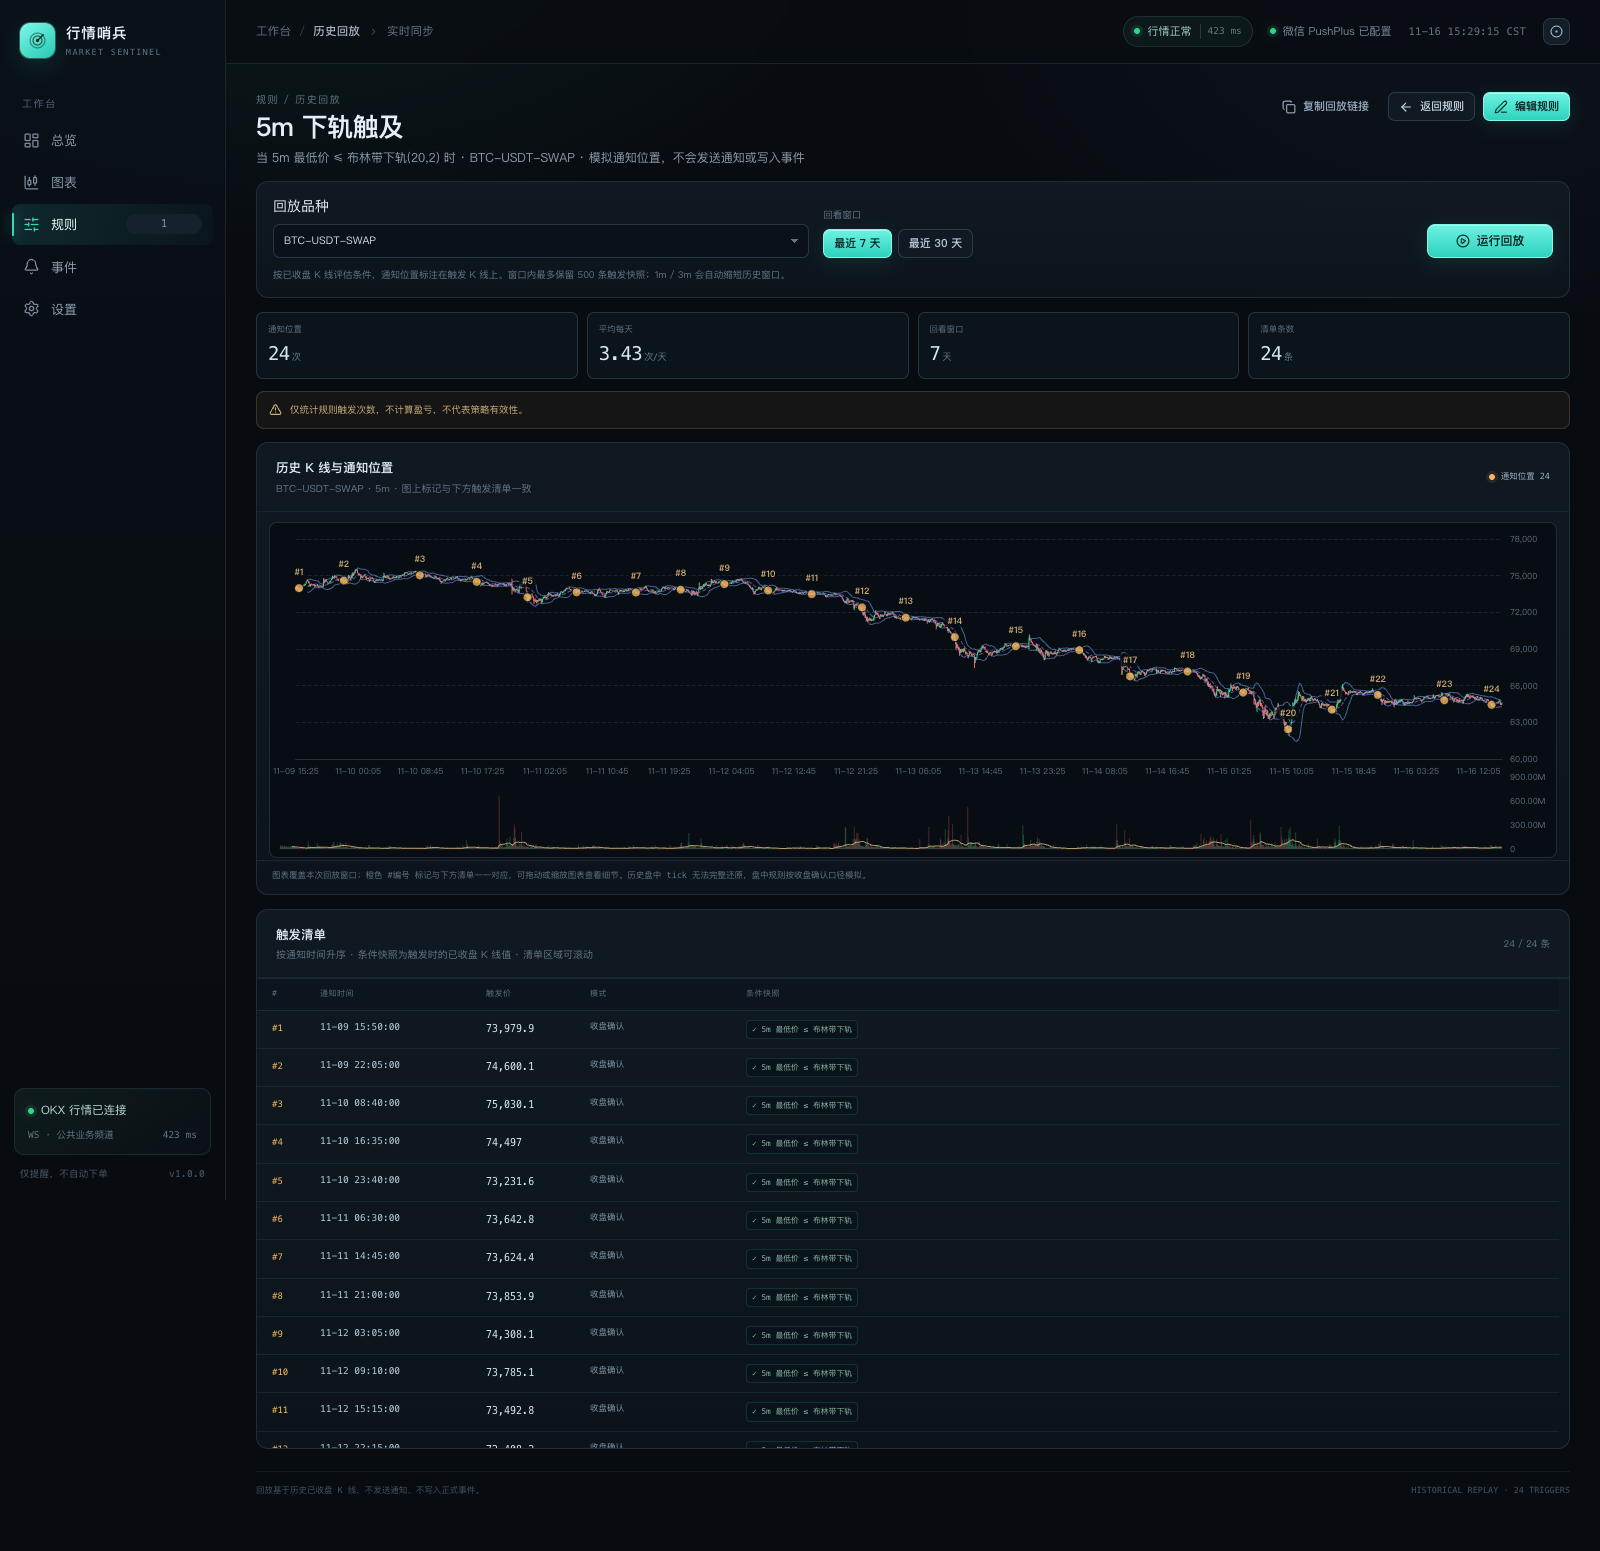 行情哨兵
MARKET SENTINEL
工作台
总览
图表
规则 1
事件
设置
OKX 行情已连接
WS · 公共业务频道 423 ms
仅提醒，不自动下单 v1.0.0
工作台 / 历史回放 › 实时同步
行情正常 423 ms
微信 PushPlus 已配置
11-16 15:29:15 CST
规则 / 历史回放
5m 下轨触及
当 5m 最低价 ≤ 布林带下轨(20,2) 时 · BTC-USDT-SWAP · 模拟通知位置，不会发送通知或写入事件
复制回放链接
返回规则
编辑规则
回放品种
BTC-USDT-SWAP
回看窗口
最近 7 天
最近 30 天
运行回放
按已收盘 K 线评估条件，通知位置标注在触发 K 线上。窗口内最多保留 500 条触发快照；1m / 3m 会自动缩短历史窗口。
通知位置
24 次
平均每天
3.43 次/天
回看窗口
7 天
清单条数
24 条
仅统计规则触发次数，不计算盈亏，不代表策略有效性。
历史 K 线与通知位置
BTC-USDT-SWAP · 5m · 图上标记与下方触发清单一致
通知位置 24
#1
#2
#3
#4
#5
#6
#7
#8
#9
#10
#11
#12
#13
#14
#15
#16
#17
#18
#19
#20
#21
#22
#23
#24
78,000
75,000
72,000
69,000
66,000
63,000
60,000
11-09 15:25 11-10 00:05 11-10 08:45 11-10 17:25 11-11 02:05 11-11 10:45 11-11 19:25 11-12 04:05 11-12 12:45 11-12 21:25 11-13 06:05 11-13 14:45 11-13 23:25 11-14 08:05 11-14 16:45 11-15 01:25 11-15 10:05 11-15 18:45 11-16 03:25 11-16 12:05
900.00M
600.00M
300.00M
0
图表覆盖本次回放窗口；橙色 #编号 标记与下方清单一一对应，可拖动或缩放图表查看细节。历史盘中 tick 无法完整还原，盘中规则按收盘确认口径模拟。
触发清单
按通知时间升序 · 条件快照为触发时的已收盘 K 线值 · 清单区域可滚动
24 / 24 条
# 通知时间 触发价 模式 条件快照
#1 11-09 15:50:00 73,979.9 收盘确认 ✓ 5m 最低价 ≤ 布林带下轨
#2 11-09 22:05:00 74,600.1 收盘确认 ✓ 5m 最低价 ≤ 布林带下轨
#3 11-10 08:40:00 75,030.1 收盘确认 ✓ 5m 最低价 ≤ 布林带下轨
#4 11-10 16:35:00 74,497 收盘确认 ✓ 5m 最低价 ≤ 布林带下轨
#5 11-10 23:40:00 73,231.6 收盘确认 ✓ 5m 最低价 ≤ 布林带下轨
#6 11-11 06:30:00 73,642.8 收盘确认 ✓ 5m 最低价 ≤ 布林带下轨
#7 11-11 14:45:00 73,624.4 收盘确认 ✓ 5m 最低价 ≤ 布林带下轨
#8 11-11 21:00:00 73,853.9 收盘确认 ✓ 5m 最低价 ≤ 布林带下轨
#9 11-12 03:05:00 74,308.1 收盘确认 ✓ 5m 最低价 ≤ 布林带下轨
#10 11-12 09:10:00 73,785.1 收盘确认 ✓ 5m 最低价 ≤ 布林带下轨
#11 11-12 15:15:00 73,492.8 收盘确认 ✓ 5m 最低价 ≤ 布林带下轨
回放基于历史已收盘 K 线，不发送通知，不写入正式事件。
HISTORICAL REPLAY · 24 TRIGGERS